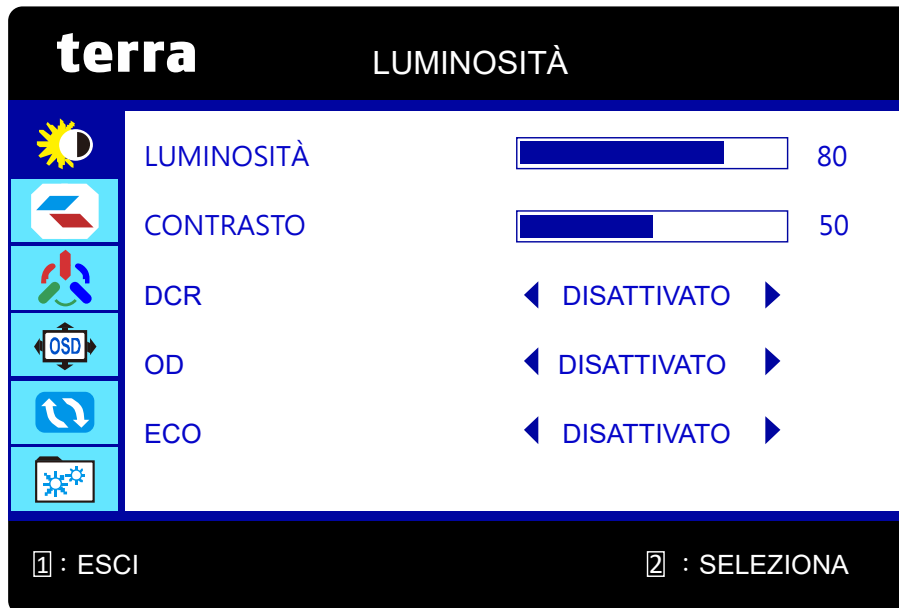 terra LUMINOSITÀ
LUMINOSITÀ 80
CONTRASTO 50
DCR DISATTIVATO
OSD
OD DISATTIVATO
ECO DISATTIVATO
1 : ESCI 2 : SELEZIONA